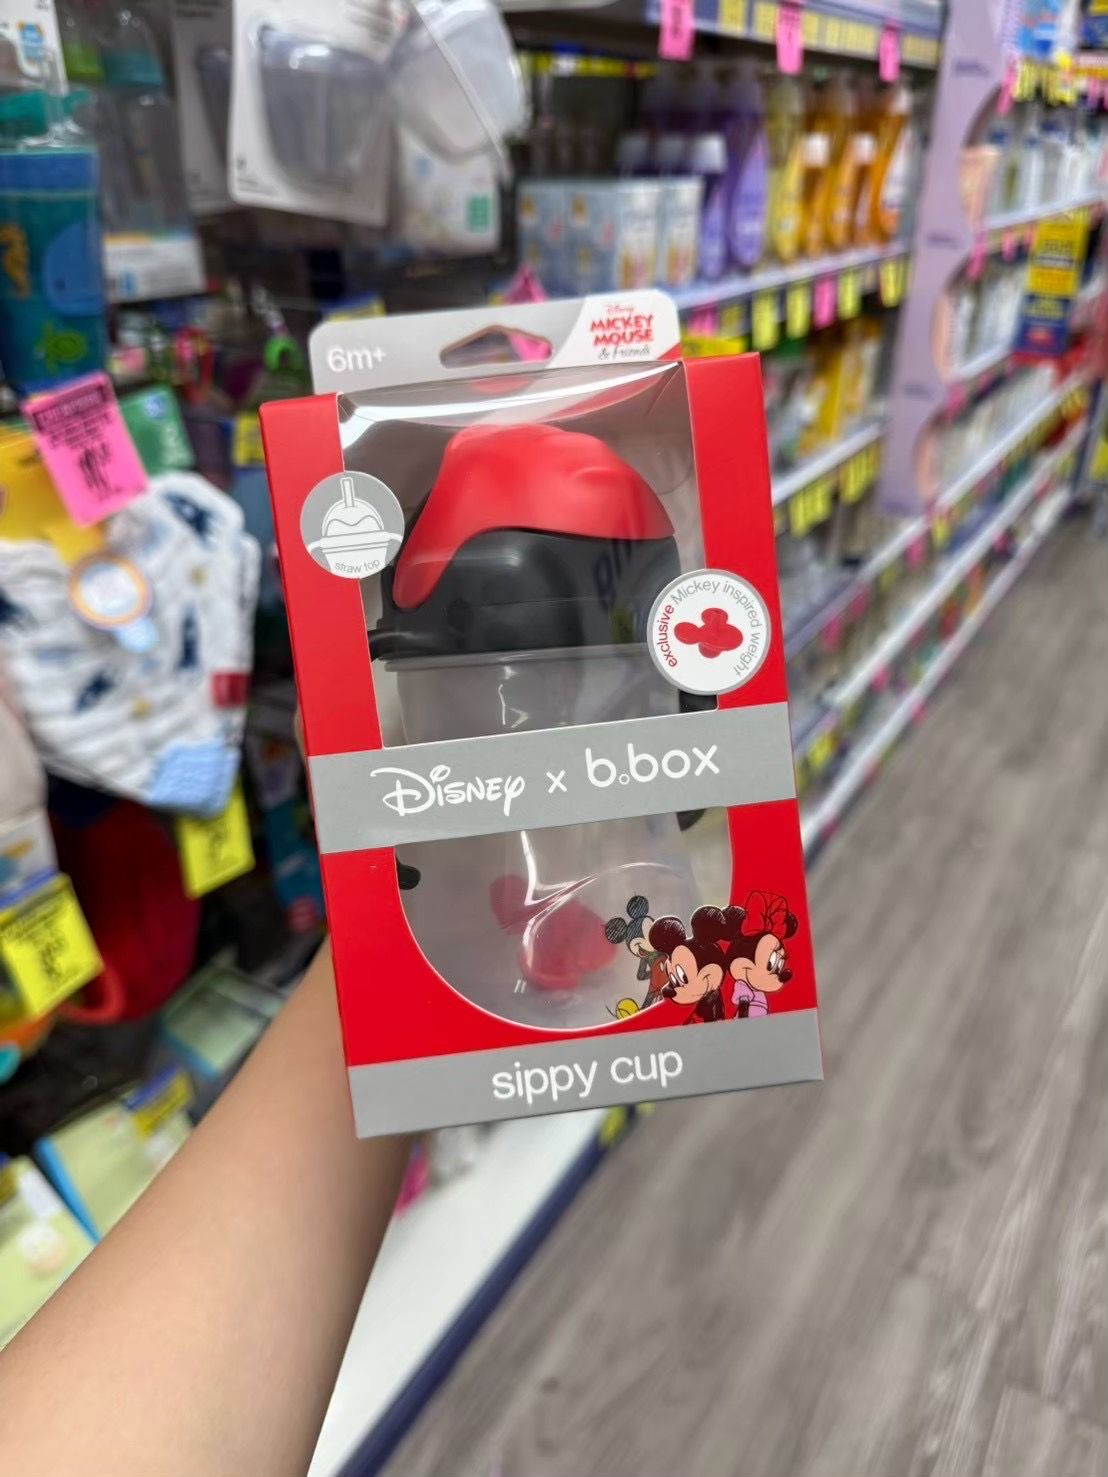 6m+
Disney
MICKEY
MOUSE
& Friends
straw top
exclusive Mickey inspired weight
Disney x b.box
sippy cup